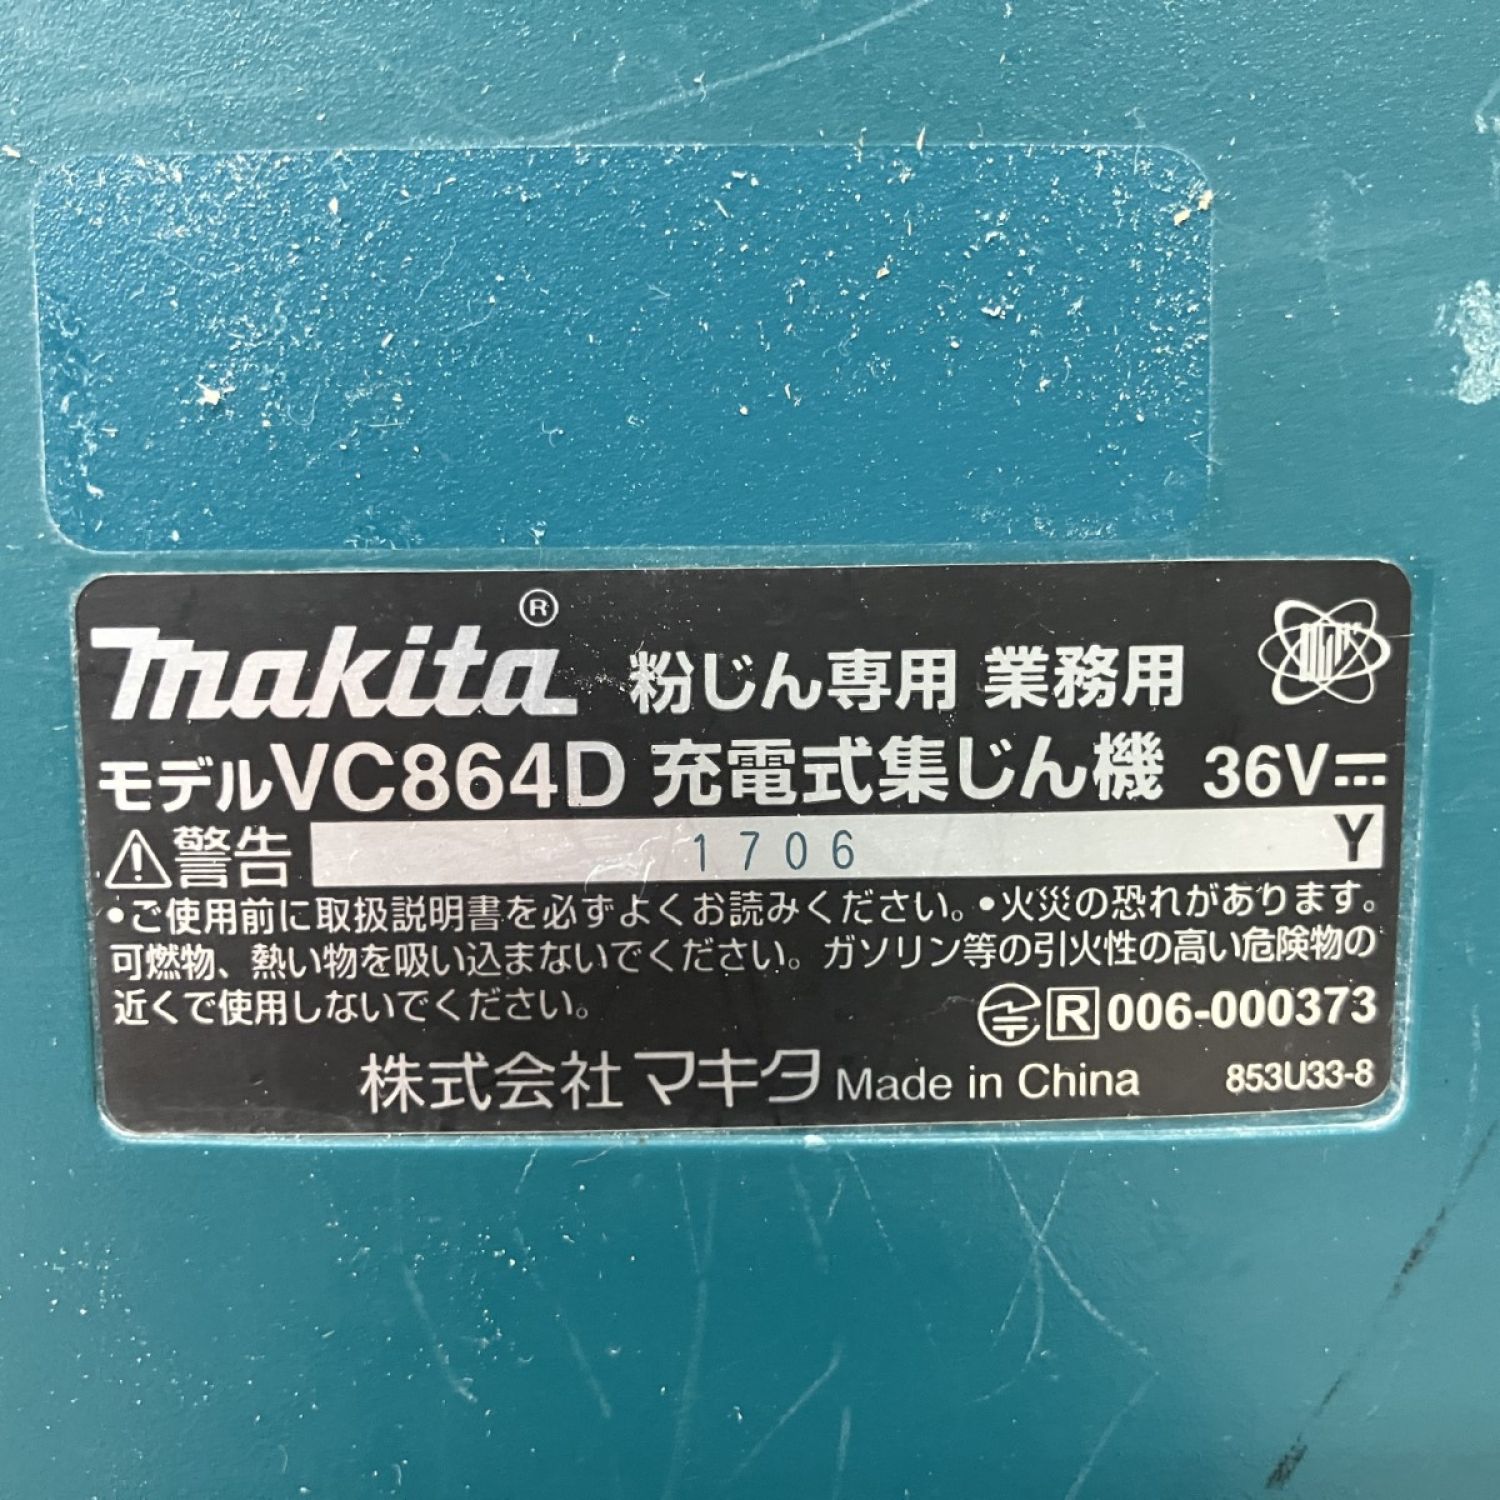 makita® 粉じん専用 業務用
モデルVC864D 充電式集じん機 36V
警告 1706 Y
•ご使用前に取扱説明書を必ずよくお読みください。•火災の恐れがあります。
可燃物、熱い物を吸い込まないでください。ガソリン等の引火性の高い危険物の
近くで使用しないでください。
R 006-000373
株式会社マキタ Made in China 853U33-8